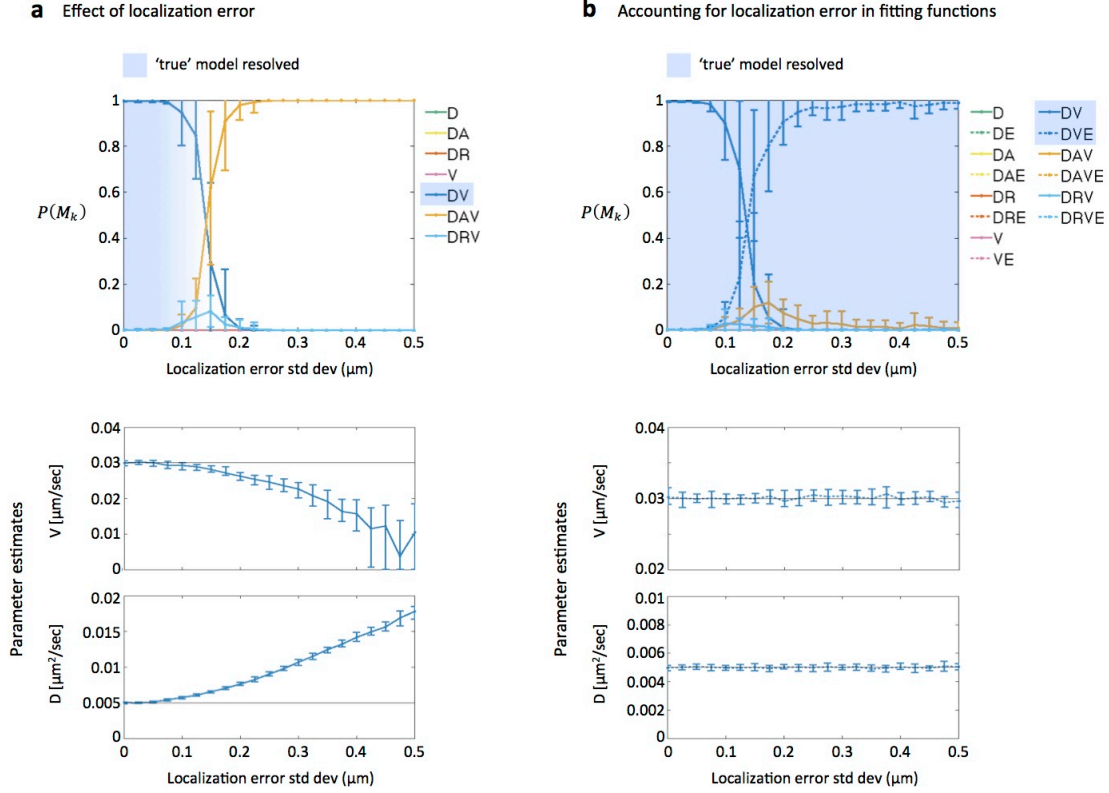 a Effect of localization error
'true' model resolved
1
0.8
0.6
P(M_k)
0.4
0.2
0
0 0.1 0.2 0.3 0.4 0.5
Localization error std dev (μm)
D
DA
DR
V
DV
DAV
DRV
Parameter estimates
0.04
0.03
0.02
0.01
0
V [μm/sec]
0.02
0.015
0.01
0.005
0
D [μm²/sec]
0 0.1 0.2 0.3 0.4 0.5
Localization error std dev (μm)
b Accounting for localization error in fitting functions
'true' model resolved
1
0.8
0.6
P(M_k)
0.4
0.2
0
0 0.1 0.2 0.3 0.4 0.5
Localization error std dev (μm)
D
DE
DA
DAE
DR
DRE
V
VE
DV
DVE
DAV
DAVE
DRV
DRVE
Parameter estimates
0.04
0.03
0.02
V [μm/sec]
0.01
0.008
0.006
0.004
0.002
0
D [μm²/sec]
0 0.1 0.2 0.3 0.4 0.5
Localization error std dev (μm)